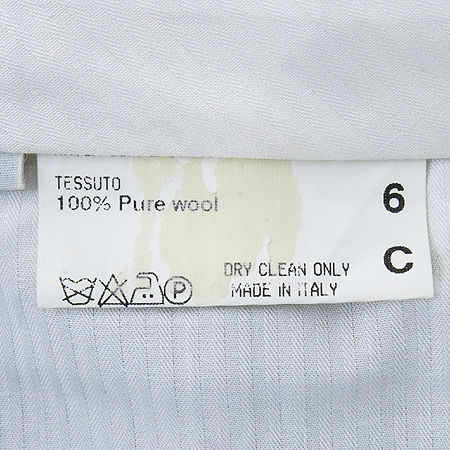 TESSUTO
100% Pure wool
6
C
DRY CLEAN ONLY
MADE IN ITALY
P